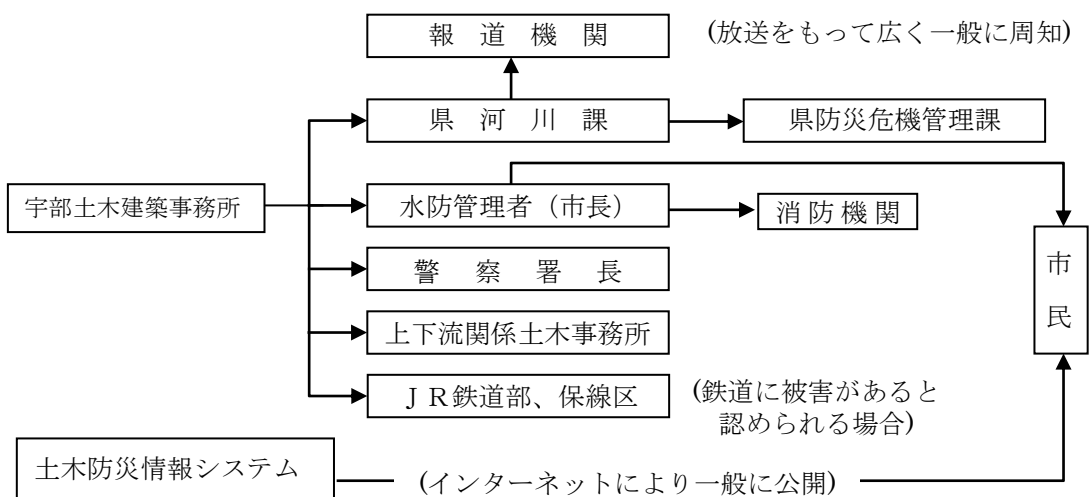 報道機関 (放送をもって広く一般に周知)
県河川課 県防災危機管理課
宇部土木建築事務所 水防管理者（市長） 消防機関
市民
警察署長
上下流関係土木事務所
ＪＲ鉄道部、保線区 (鉄道に被害があると
認められる場合)
土木防災情報システム (インターネットにより一般に公開)